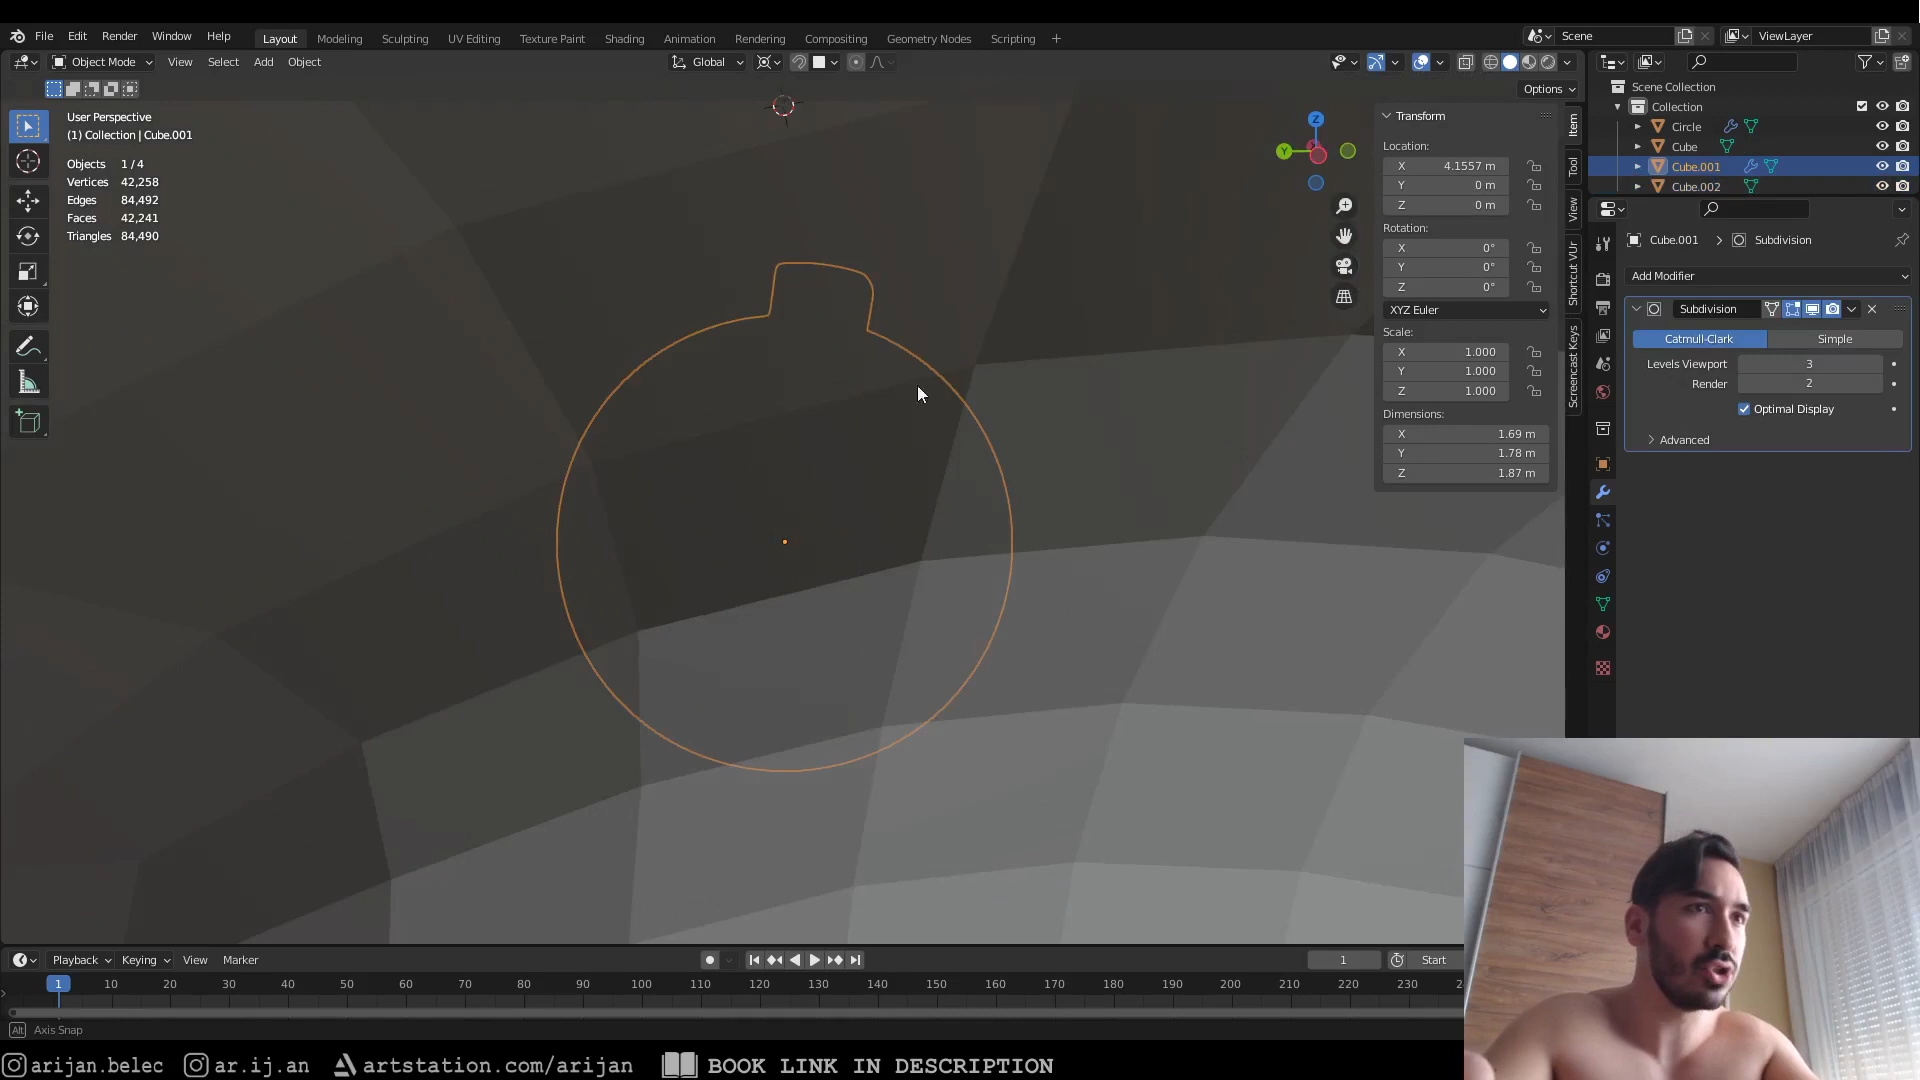 File Edit Render Window Help Layout Modeling Sculpting UV Editing Texture Paint Shading Animation Rendering Compositing Geometry Nodes Scripting + Scene ViewLayer
Object Mode View Select Add Object Global
Options
Scene Collection
Collection
Circle
Cube
Cube.001
Cube.002
User Perspective
(1) Collection | Cube.001
Objects 1 / 4
Vertices 42,258
Edges 84,492
Faces 42,241
Triangles 84,490
Z
Y
Transform
Location:
X 4.1557 m
Y 0 m
Z 0 m
Rotation:
X 0°
Y 0°
Z 0°
XYZ Euler
Scale:
X 1.000
Y 1.000
Z 1.000
Dimensions:
X 1.69 m
Y 1.78 m
Z 1.87 m
Item
Tool
View
Shortcut VUr
Screencast Keys
Cube.001 > Subdivision
Add Modifier
Subdivision
Catmull-Clark Simple
Levels Viewport 3
Render 2
Optimal Display
Advanced
Playback Keying View Marker 1 Start
1 10 20 30 40 50 60 70 80 90 100 110 120 130 140 150 160 170 180 190 200 210 220 230
Alt Axis Snap
arijan.belec ar.ij.an artstation.com/arijan BOOK LINK IN DESCRIPTION